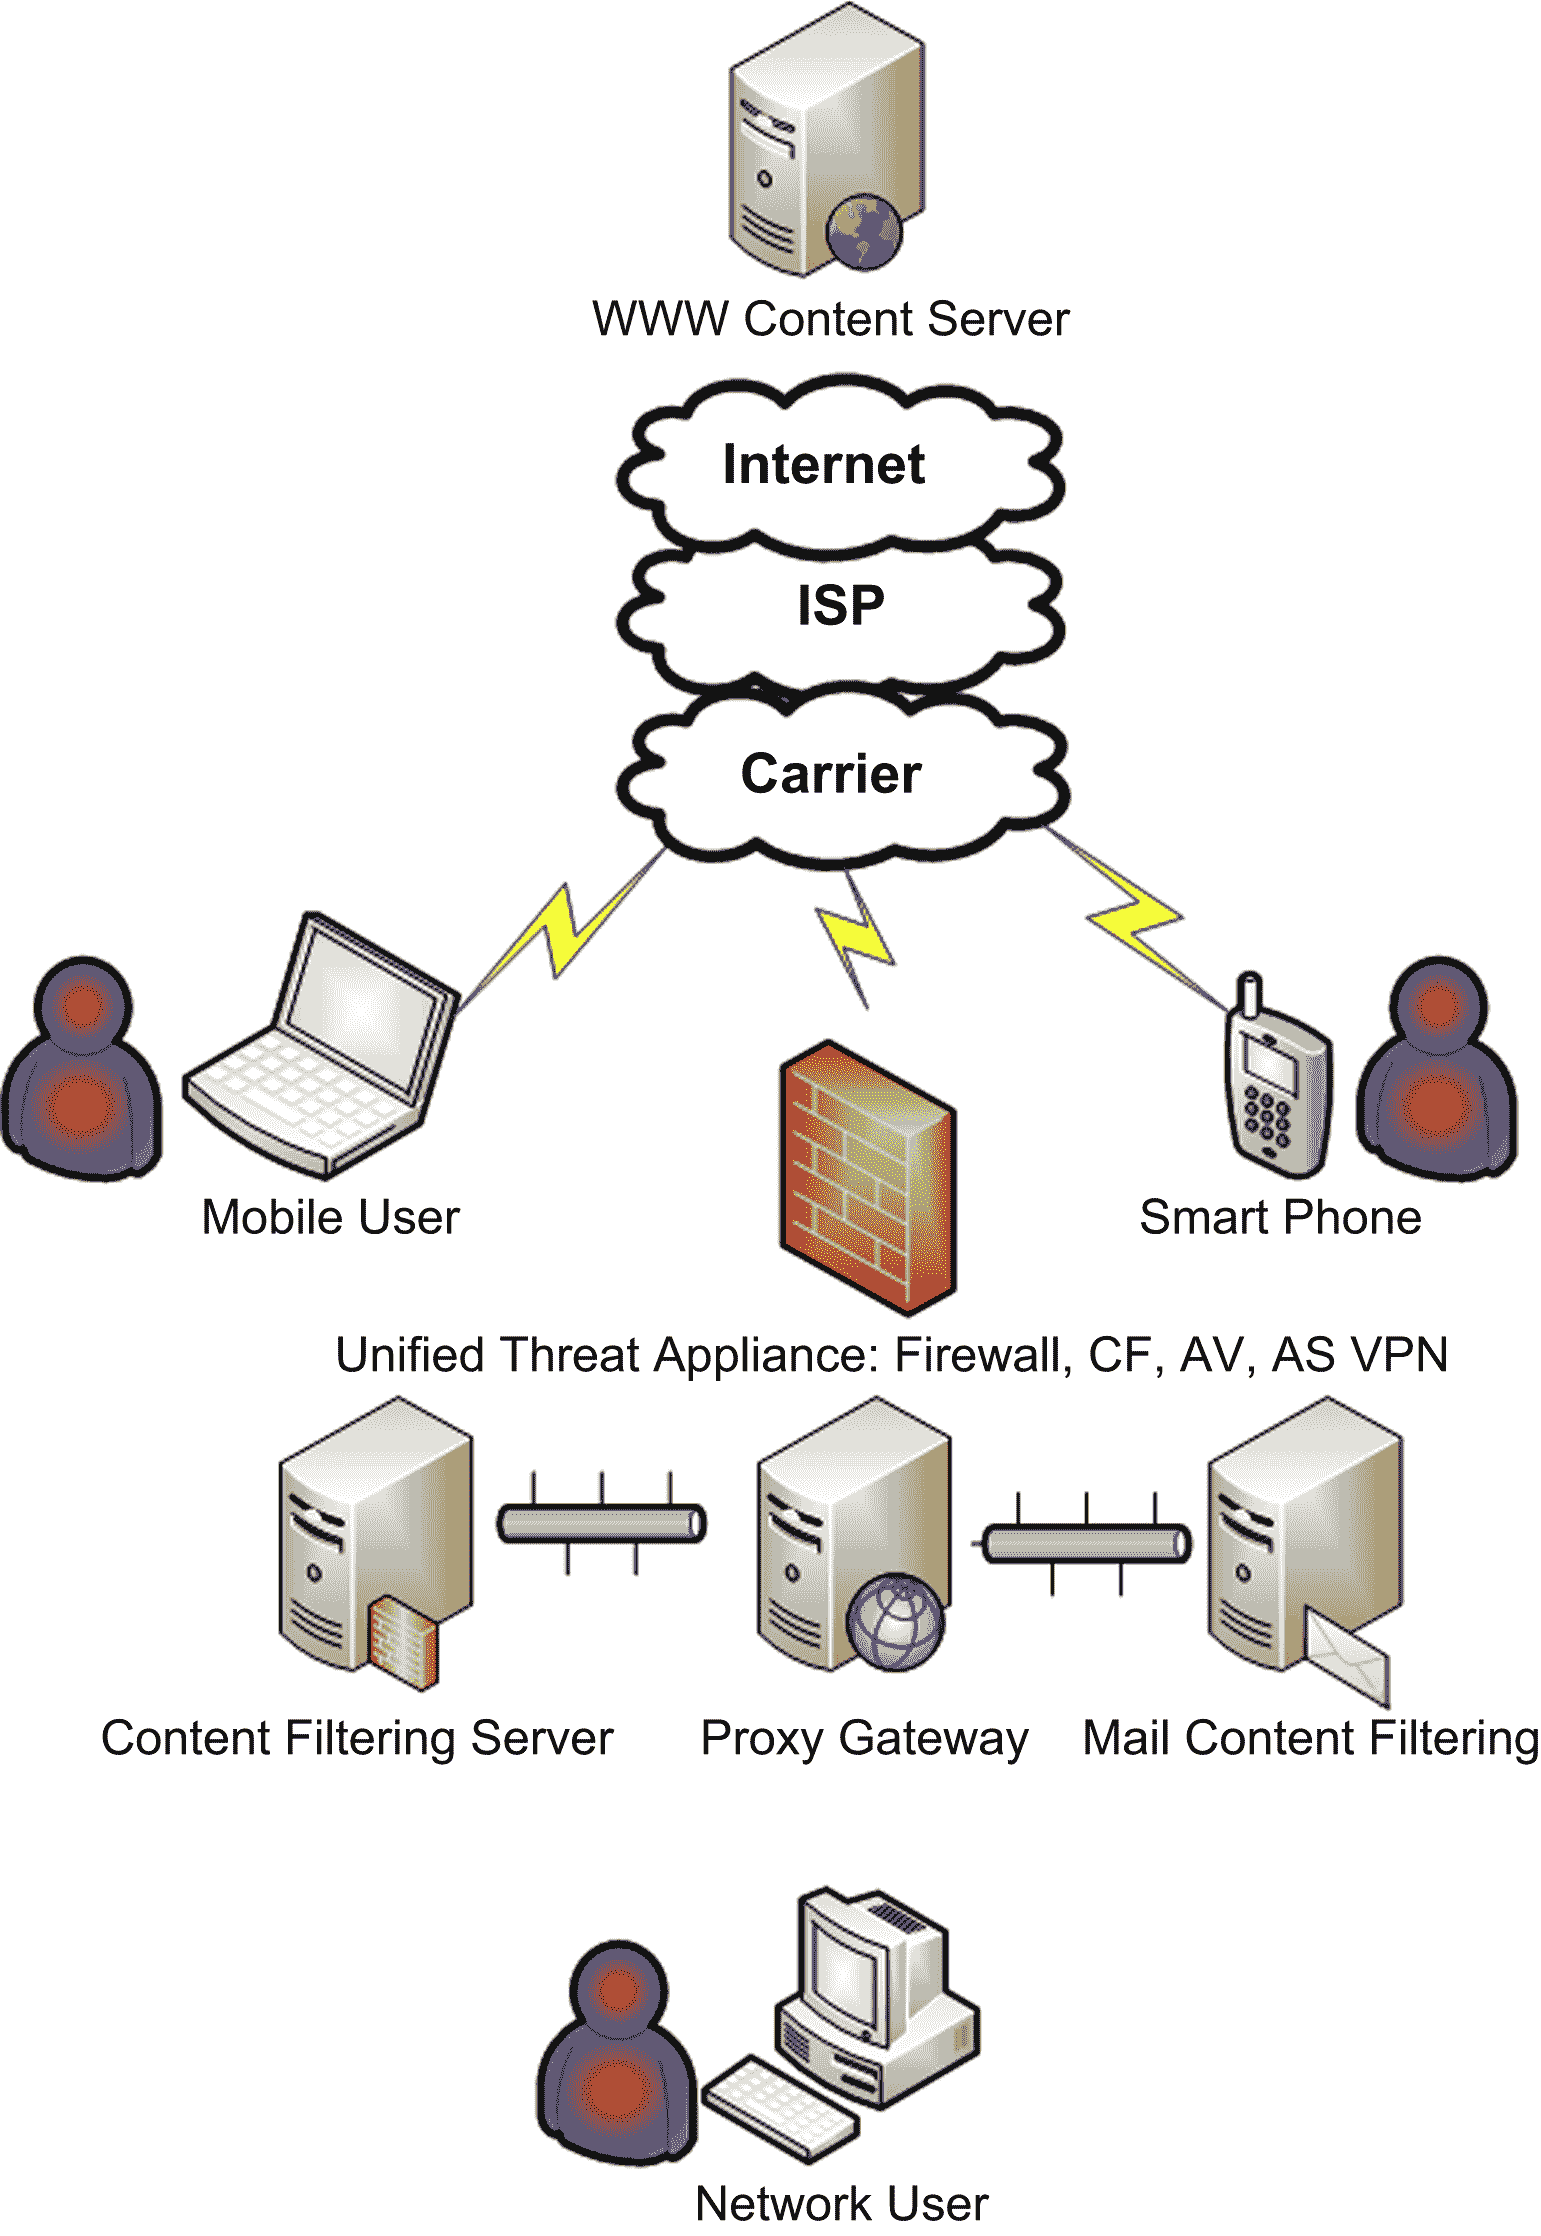 WWW Content Server
Internet
ISP
Carrier
Mobile User
Smart Phone
Unified Threat Appliance: Firewall, CF, AV, AS VPN
Content Filtering Server
Proxy Gateway
Mail Content Filtering
Network User